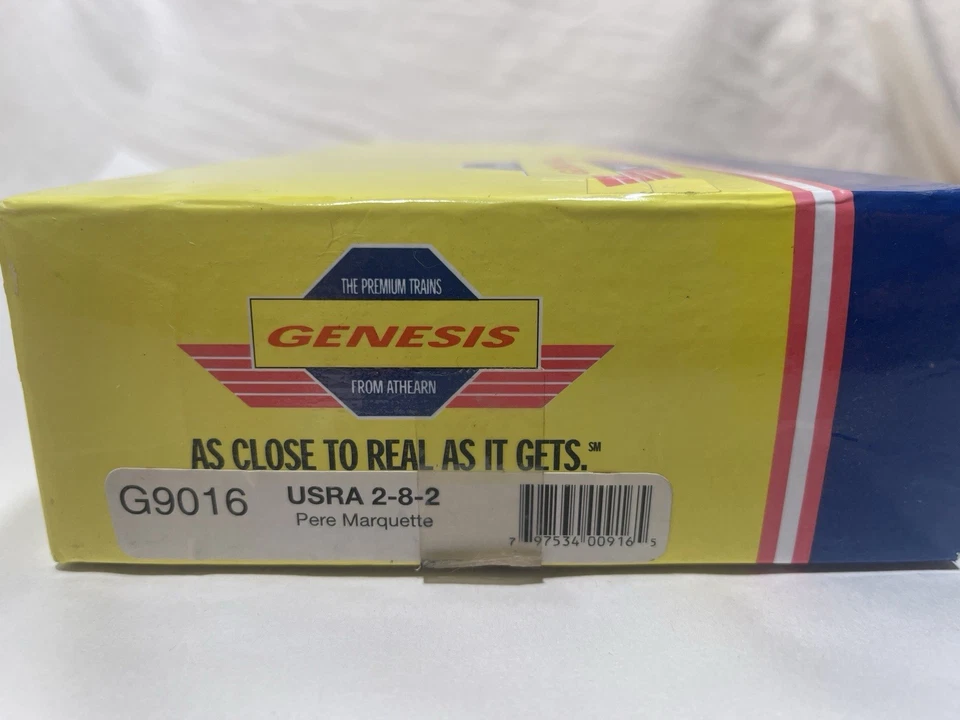 THE PREMIUM TRAINS
GENESIS
FROM ATHEARN
AS CLOSE TO REAL AS IT GETS.℠
G9016 USRA 2-8-2
Pere Marquette
7 97534 00916 5